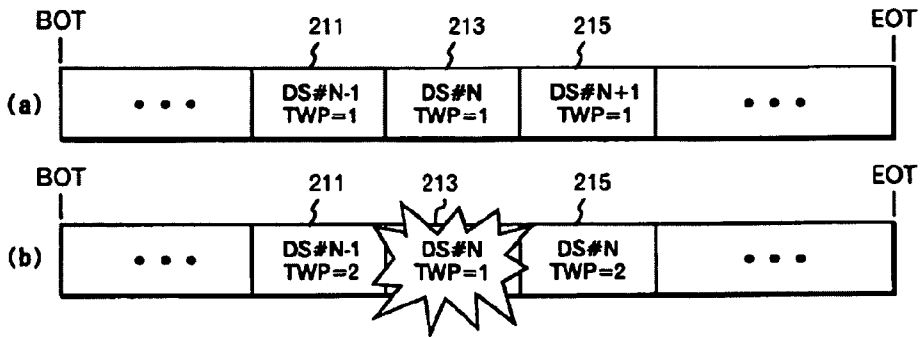 BOT EOT
211 213 215
(a) • • • DS#N-1 DS#N DS#N+1 • • •
TWP=1 TWP=1 TWP=1
BOT EOT
211 213 215
(b) • • • DS#N-1 DS#N DS#N • • •
TWP=2 TWP=1 TWP=2